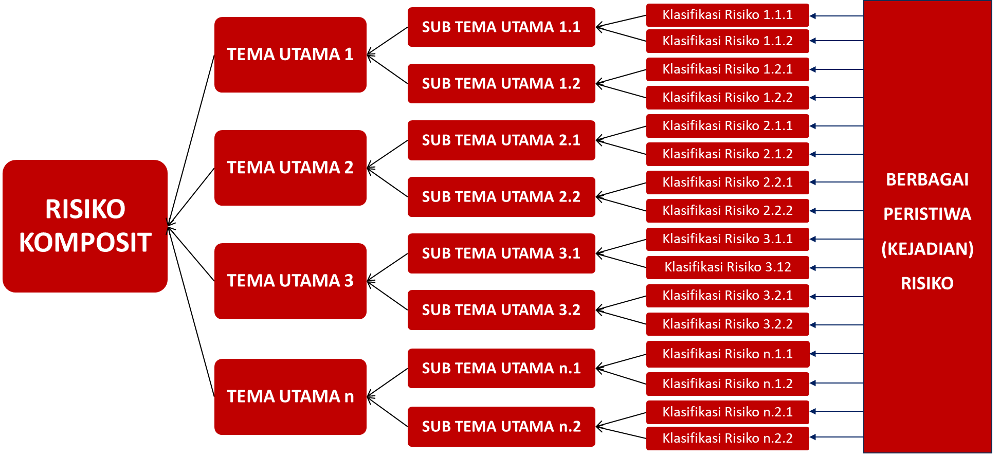 RISIKO
KOMPOSIT
TEMA UTAMA 1
TEMA UTAMA 2
TEMA UTAMA 3
TEMA UTAMA n
SUB TEMA UTAMA 1.1
SUB TEMA UTAMA 1.2
SUB TEMA UTAMA 2.1
SUB TEMA UTAMA 2.2
SUB TEMA UTAMA 3.1
SUB TEMA UTAMA 3.2
SUB TEMA UTAMA n.1
SUB TEMA UTAMA n.2
Klasifikasi Risiko 1.1.1
Klasifikasi Risiko 1.1.2
Klasifikasi Risiko 1.2.1
Klasifikasi Risiko 1.2.2
Klasifikasi Risiko 2.1.1
Klasifikasi Risiko 2.1.2
Klasifikasi Risiko 2.2.1
Klasifikasi Risiko 2.2.2
Klasifikasi Risiko 3.1.1
Klasifikasi Risiko 3.12
Klasifikasi Risiko 3.2.1
Klasifikasi Risiko 3.2.2
Klasifikasi Risiko n.1.1
Klasifikasi Risiko n.1.2
Klasifikasi Risiko n.2.1
Klasifikasi Risiko n.2.2
BERBAGAI
PERISTIWA
(KEJADIAN)
RISIKO